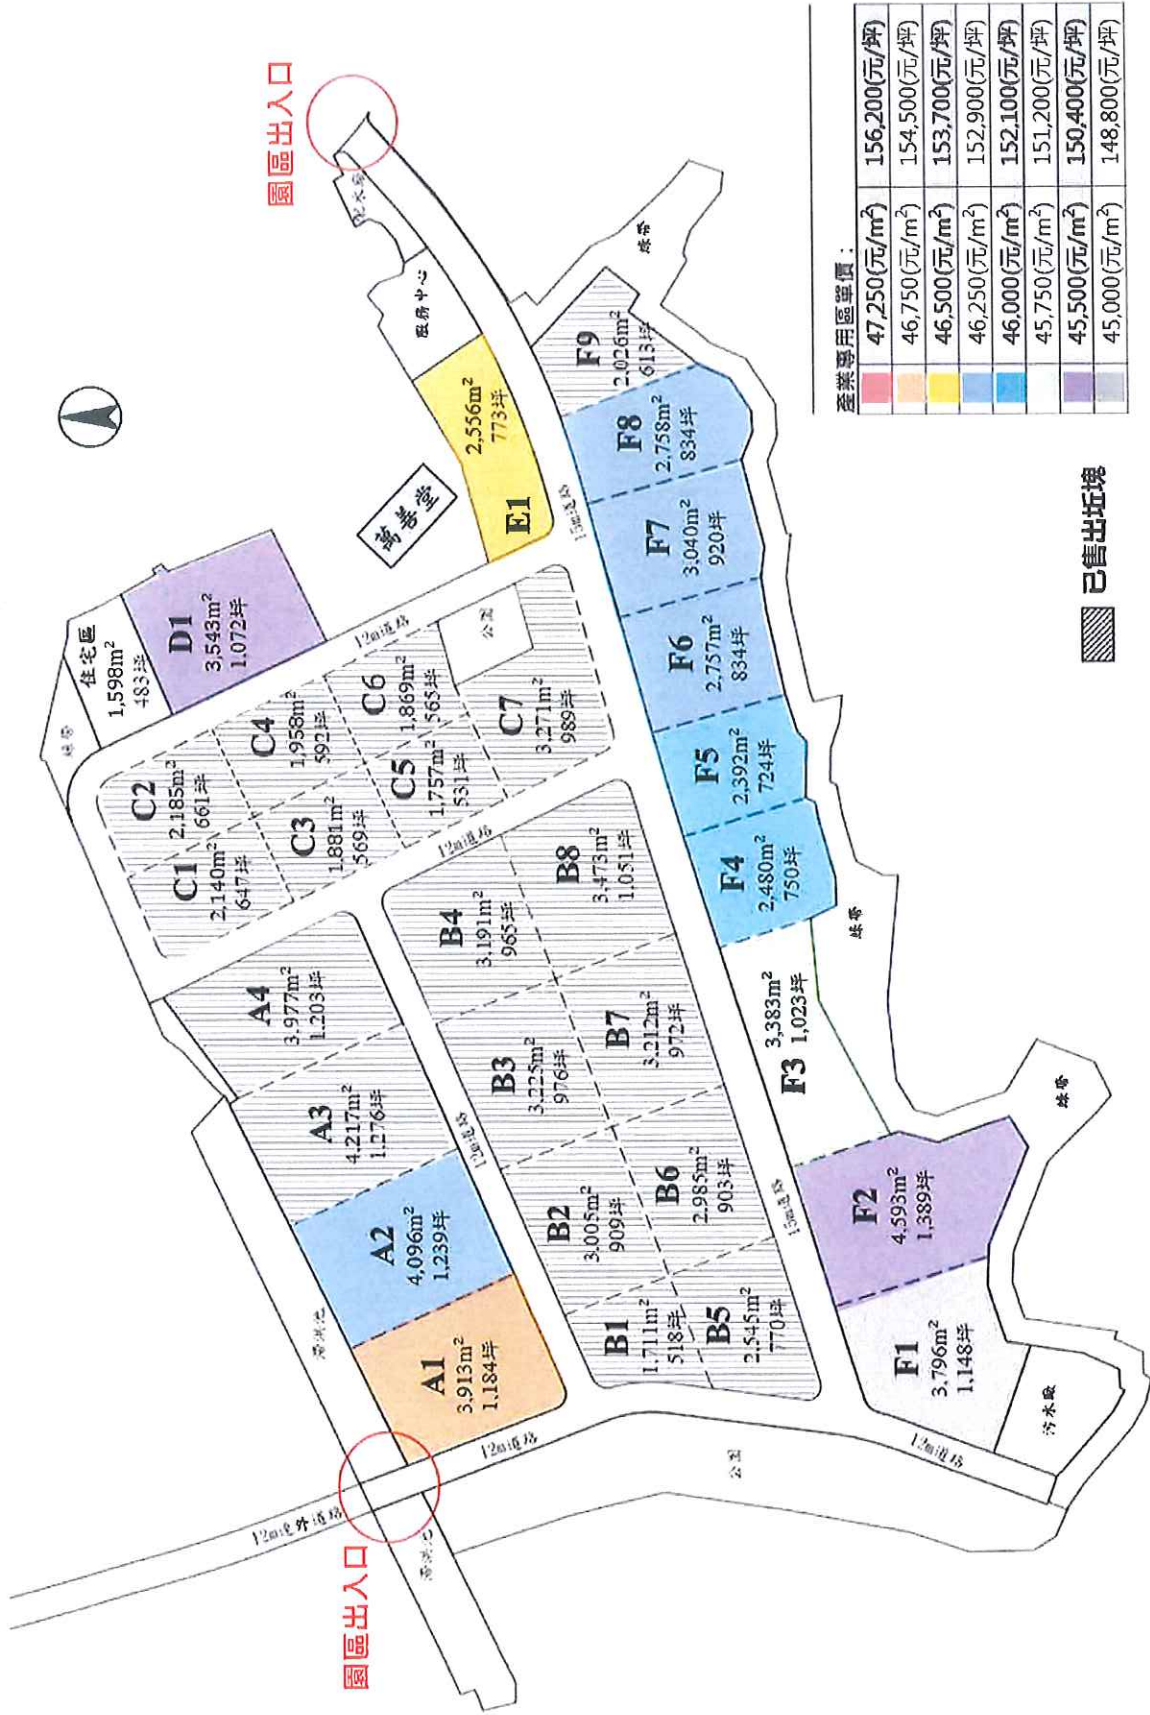 園區出入口
配水池
服務中心
綠帶
2,556m²
773坪
E1
萬善堂
F9
2,026m²
613坪
F8
2,758m²
834坪
F7
3,040m²
920坪
F6
2,757m²
834坪
F5
2,392m²
724坪
F4
2,480m²
750坪
3,383m²
1,023坪
F3
F2
4,593m²
1,389坪
F1
3,796m²
1,148坪
污水廠
綠帶
綠帶
15m道路
15m道路
住宅區
1,598m²
483坪
綠帶
D1
3,543m²
1,072坪
12m道路
公園
C1
2,140m²
647坪
C2
2,185m²
661坪
C3
1,881m²
569坪
C4
1,958m²
592坪
C5
1,757m²
531坪
C6
1,869m²
565坪
C7
3,271m²
989坪
12m道路
A4
3,977m²
1,203坪
A3
4,217m²
1,276坪
A2
4,096m²
1,239坪
A1
3,913m²
1,184坪
12m道路
B1
1,711m²
518坪
B2
3,005m²
909坪
B3
3,225m²
976坪
B4
3,191m²
965坪
B5
2,545m²
770坪
B6
2,985m²
903坪
B7
3,212m²
972坪
B8
3,473m²
1,051坪
滯洪池
滯洪池
12m道路
12m道路
公園
12m聯外道路
園區出入口
產業專用區單價：
47,250(元/m²) 156,200(元/坪)
46,750(元/m²) 154,500(元/坪)
46,500(元/m²) 153,700(元/坪)
46,250(元/m²) 152,900(元/坪)
46,000(元/m²) 152,100(元/坪)
45,750(元/m²) 151,200(元/坪)
45,500(元/m²) 150,400(元/坪)
45,000(元/m²) 148,800(元/坪)
已售出坵塊